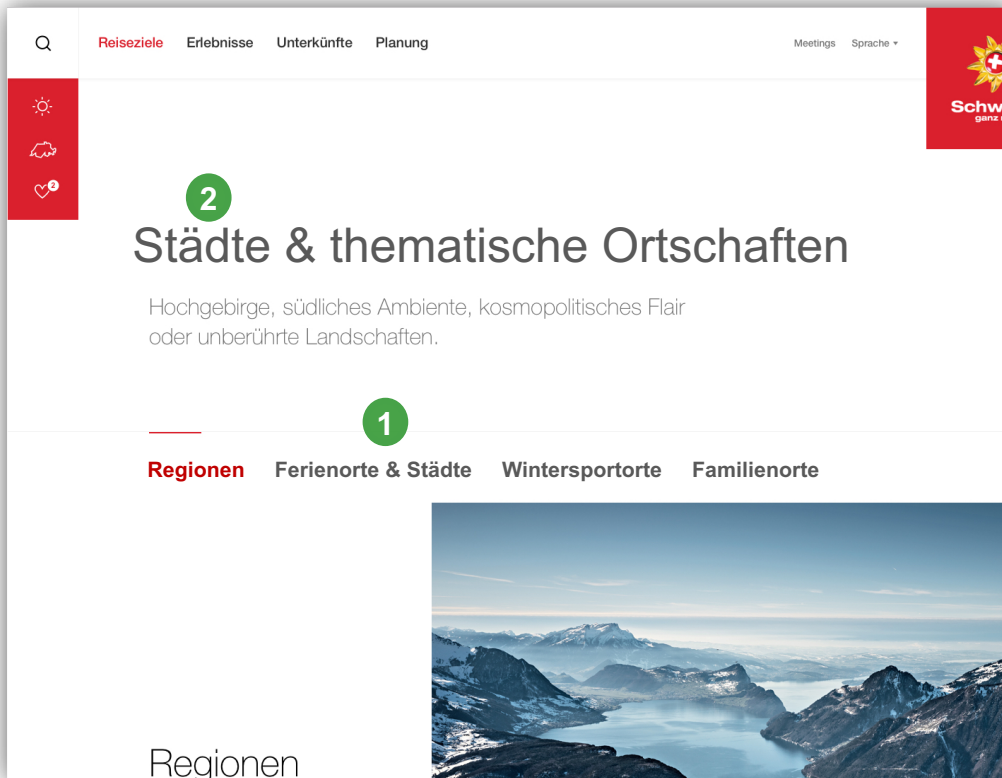 Reiseziele Erlebnisse Unterkünfte Planung Meetings Sprache
2
2
Städte & thematische Ortschaften
Hochgebirge, südliches Ambiente, kosmopolitisches Flair
oder unberührte Landschaften.
1
Regionen Ferienorte & Städte Wintersportorte Familienorte
Regionen